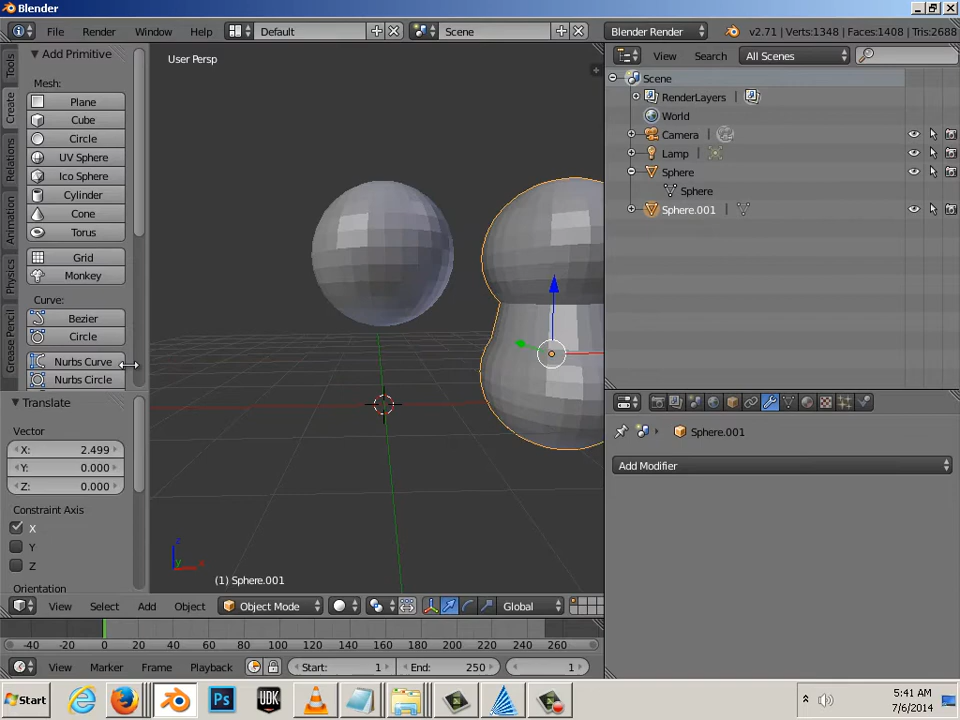 Blender
File Render Window Help Default Scene Blender Render v2.71 | Verts:1348 | Faces:1408 | Tris:2688
Add Primitive
Mesh:
Plane
Cube
Circle
UV Sphere
Ico Sphere
Cylinder
Cone
Torus
Grid
Monkey
Curve:
Bezier
Circle
Nurbs Curve
Nurbs Circle
Tools
Create
Relations
Animation
Physics
Grease Pencil
Translate
Vector
X: 2.499
Y: 0.000
Z: 0.000
Constraint Axis
X
Y
Z
Orientation
User Persp
z
y x
(1) Sphere.001
View Select Add Object Object Mode Global
View Search All Scenes
Scene
RenderLayers
World
Camera
Lamp
Sphere
Sphere
Sphere.001
Sphere.001
Add Modifier
-40 -20 0 20 40 60 80 100 120 140 160 180 200 220 240 260
View Marker Frame Playback Start: 1 End: 250 1
Start Ps UDK 5:41 AM
7/6/2014